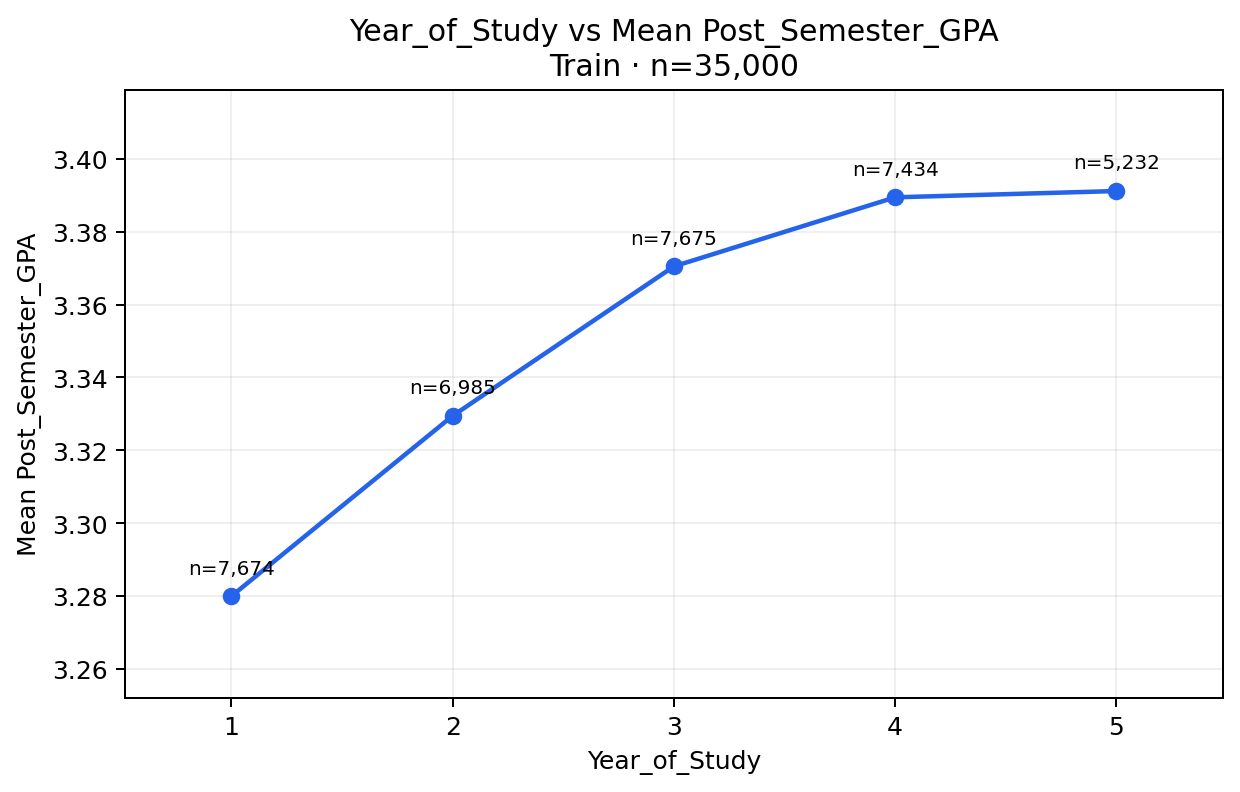 Year_of_Study vs Mean Post_Semester_GPA
Train · n=35,000
Mean Post_Semester_GPA
3.40
3.38
3.36
3.34
3.32
3.30
3.28
3.26
n=7,674
n=6,985
n=7,675
n=7,434
n=5,232
1
2
3
4
5
Year_of_Study